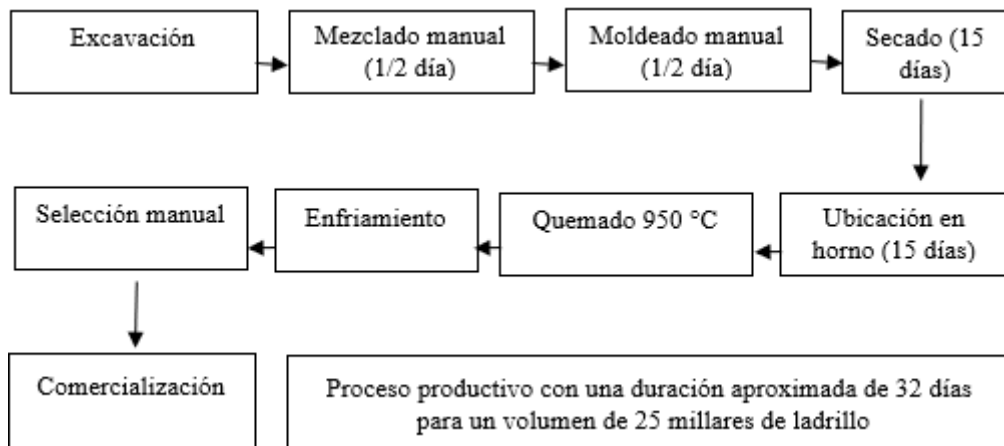 Excavación
Mezclado manual
(1/2 día)
Moldeado manual
(1/2 día)
Secado (15
días)
Ubicación en
horno (15 días)
Quemado 950 °C
Enfriamiento
Selección manual
Comercialización
Proceso productivo con una duración aproximada de 32 días
para un volumen de 25 millares de ladrillo